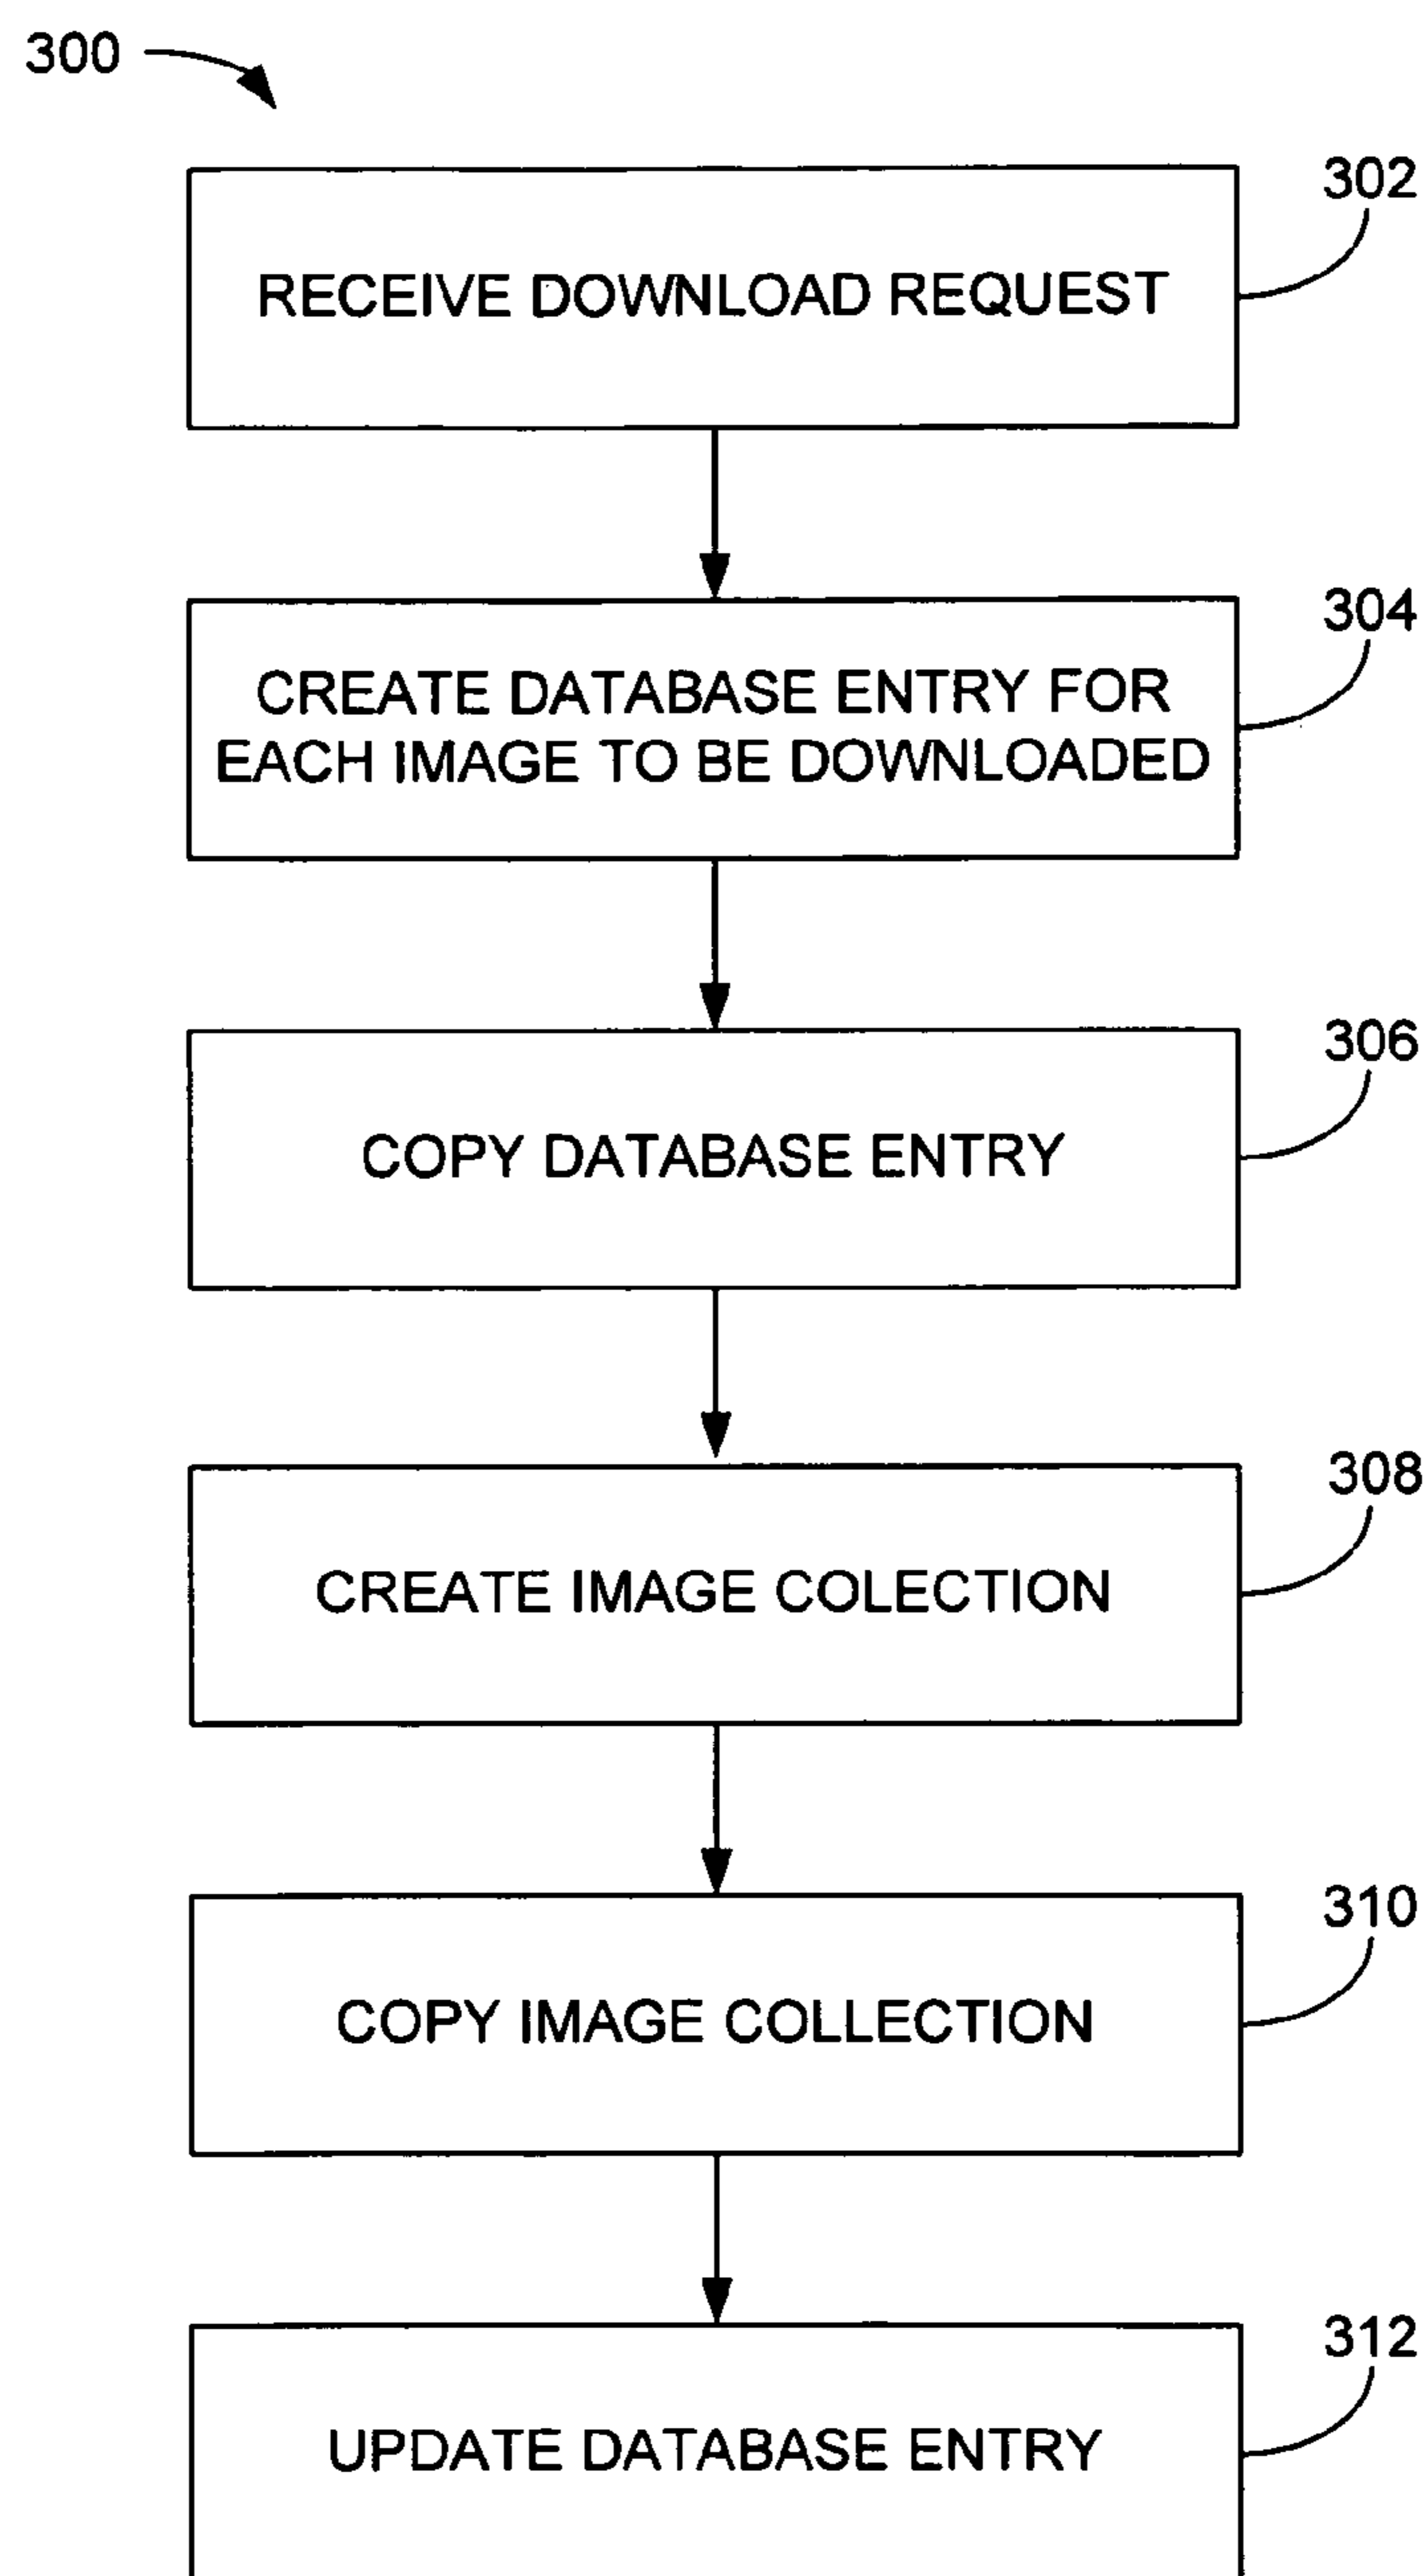 300
302
RECEIVE DOWNLOAD REQUEST
304
CREATE DATABASE ENTRY FOR
EACH IMAGE TO BE DOWNLOADED
306
COPY DATABASE ENTRY
308
CREATE IMAGE COLECTION
310
COPY IMAGE COLLECTION
312
UPDATE DATABASE ENTRY